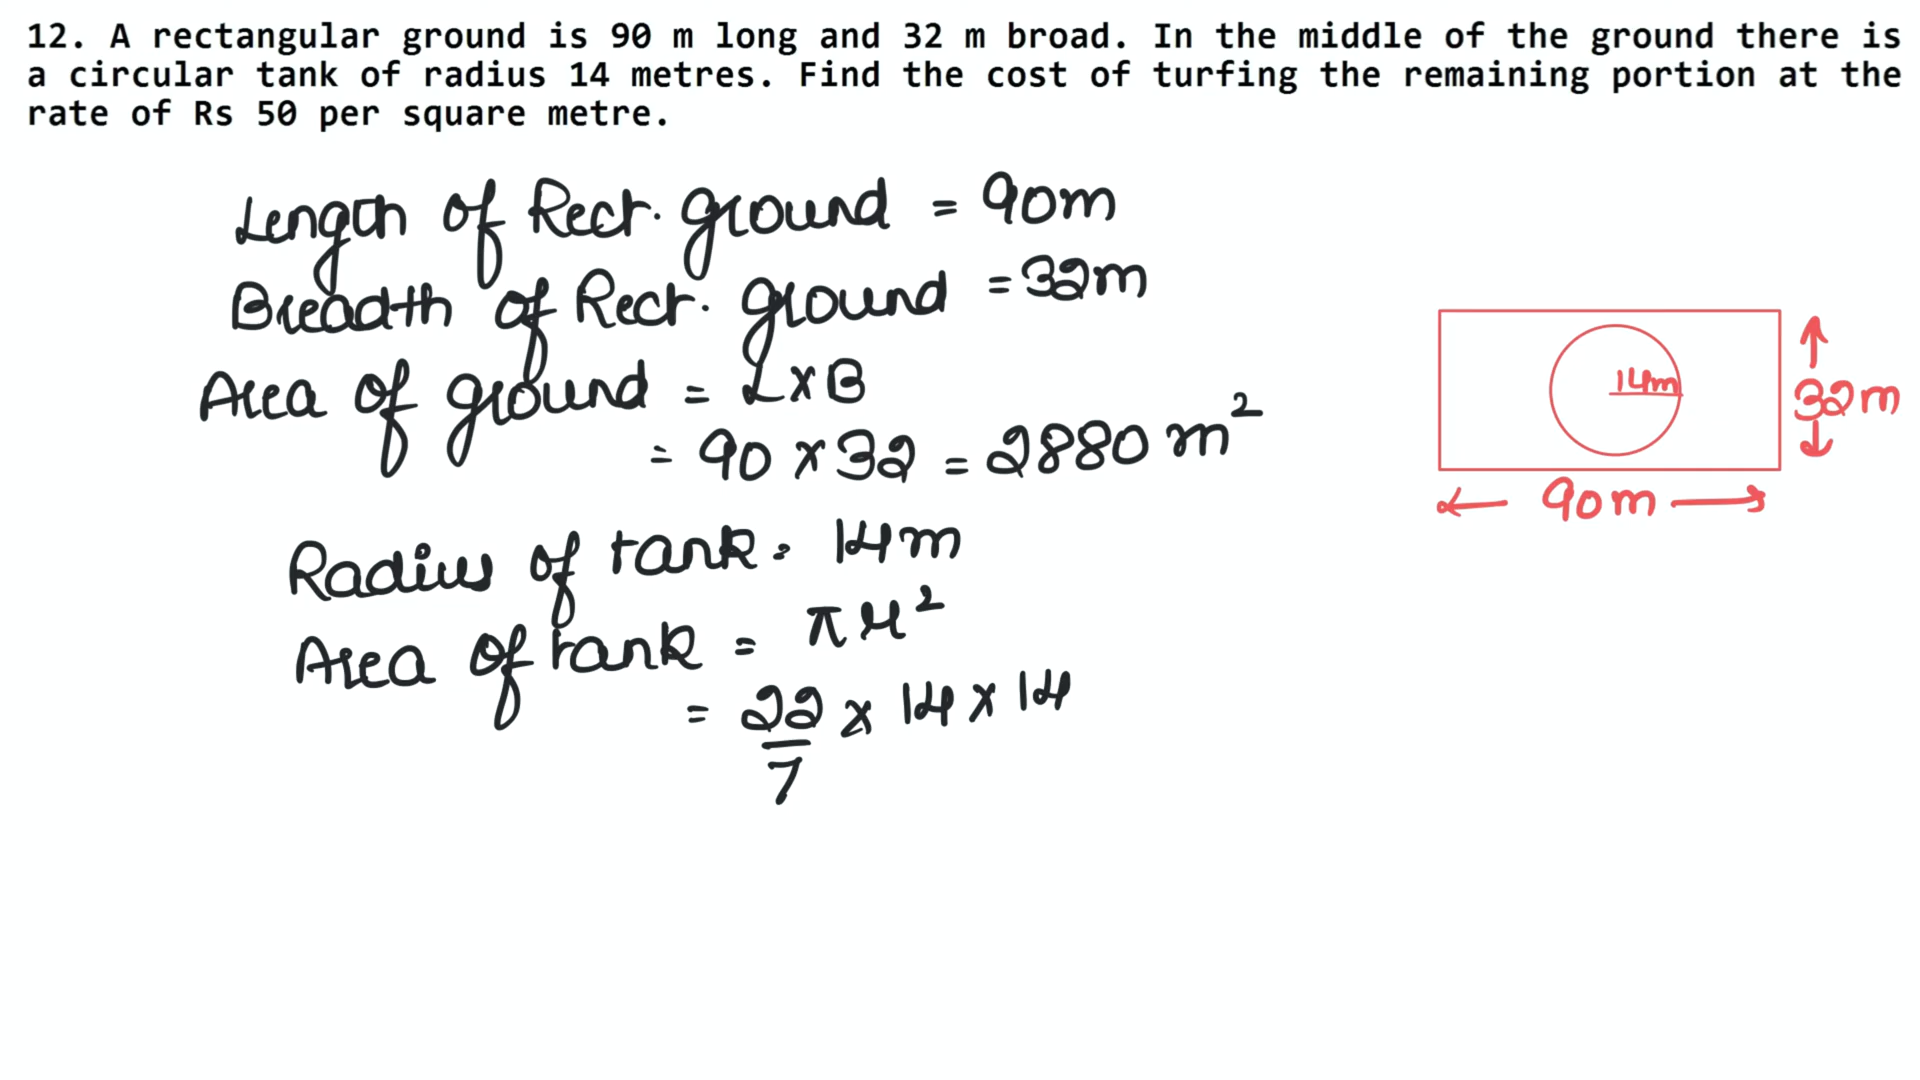 12. A rectangular ground is 90 m long and 32 m broad. In the middle of the ground there is
a circular tank of radius 14 metres. Find the cost of turfing the remaining portion at the
rate of Rs 50 per square metre.
Length of Rect. ground = 90m
Breadth of Rect. ground = 32m
Area of ground = L×B
= 90 × 32 = 2880 m²
Radius of tank = 14m
Area of tank = πr²
= 22/7 × 14 × 14
14m
32m
90m